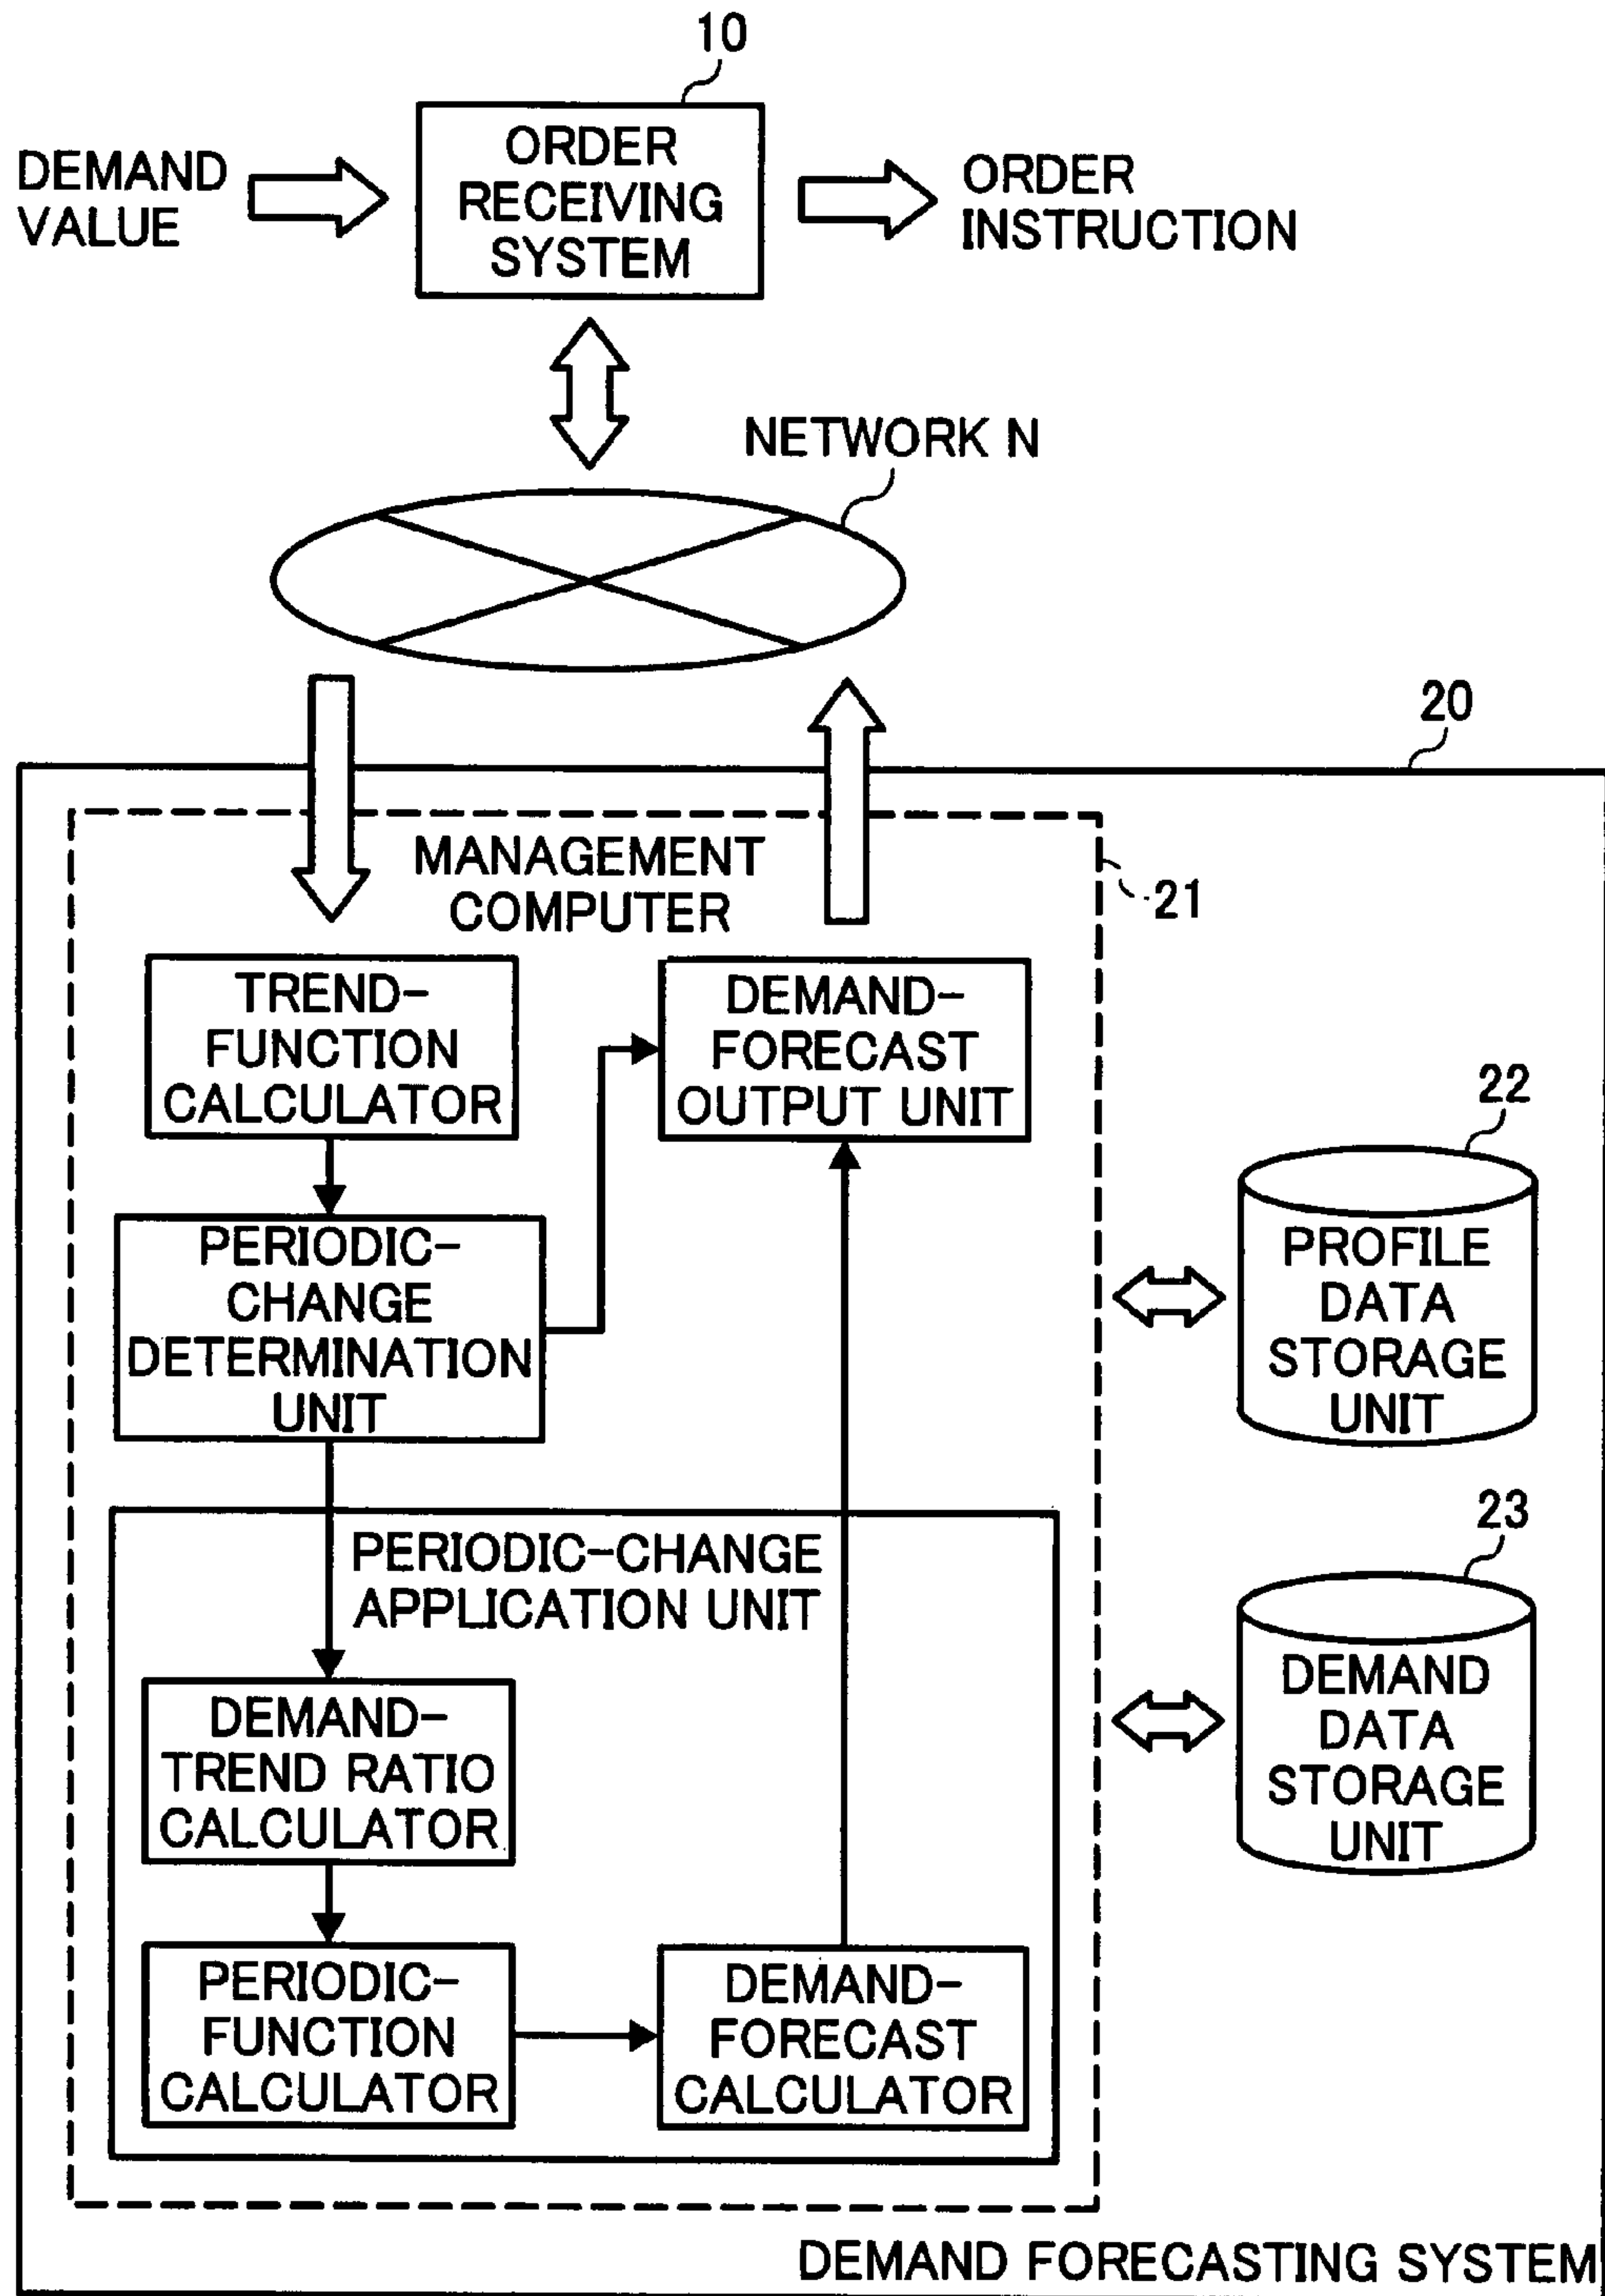 10
DEMAND
VALUE
ORDER
RECEIVING
SYSTEM
ORDER
INSTRUCTION
NETWORK N
20
MANAGEMENT
COMPUTER
21
TREND-
FUNCTION
CALCULATOR
DEMAND-
FORECAST
OUTPUT UNIT
PERIODIC-
CHANGE
DETERMINATION
UNIT
22
PROFILE
DATA
STORAGE
UNIT
PERIODIC-CHANGE
APPLICATION UNIT
23
DEMAND
DATA
STORAGE
UNIT
DEMAND-
TREND RATIO
CALCULATOR
PERIODIC-
FUNCTION
CALCULATOR
DEMAND-
FORECAST
CALCULATOR
DEMAND FORECASTING SYSTEM